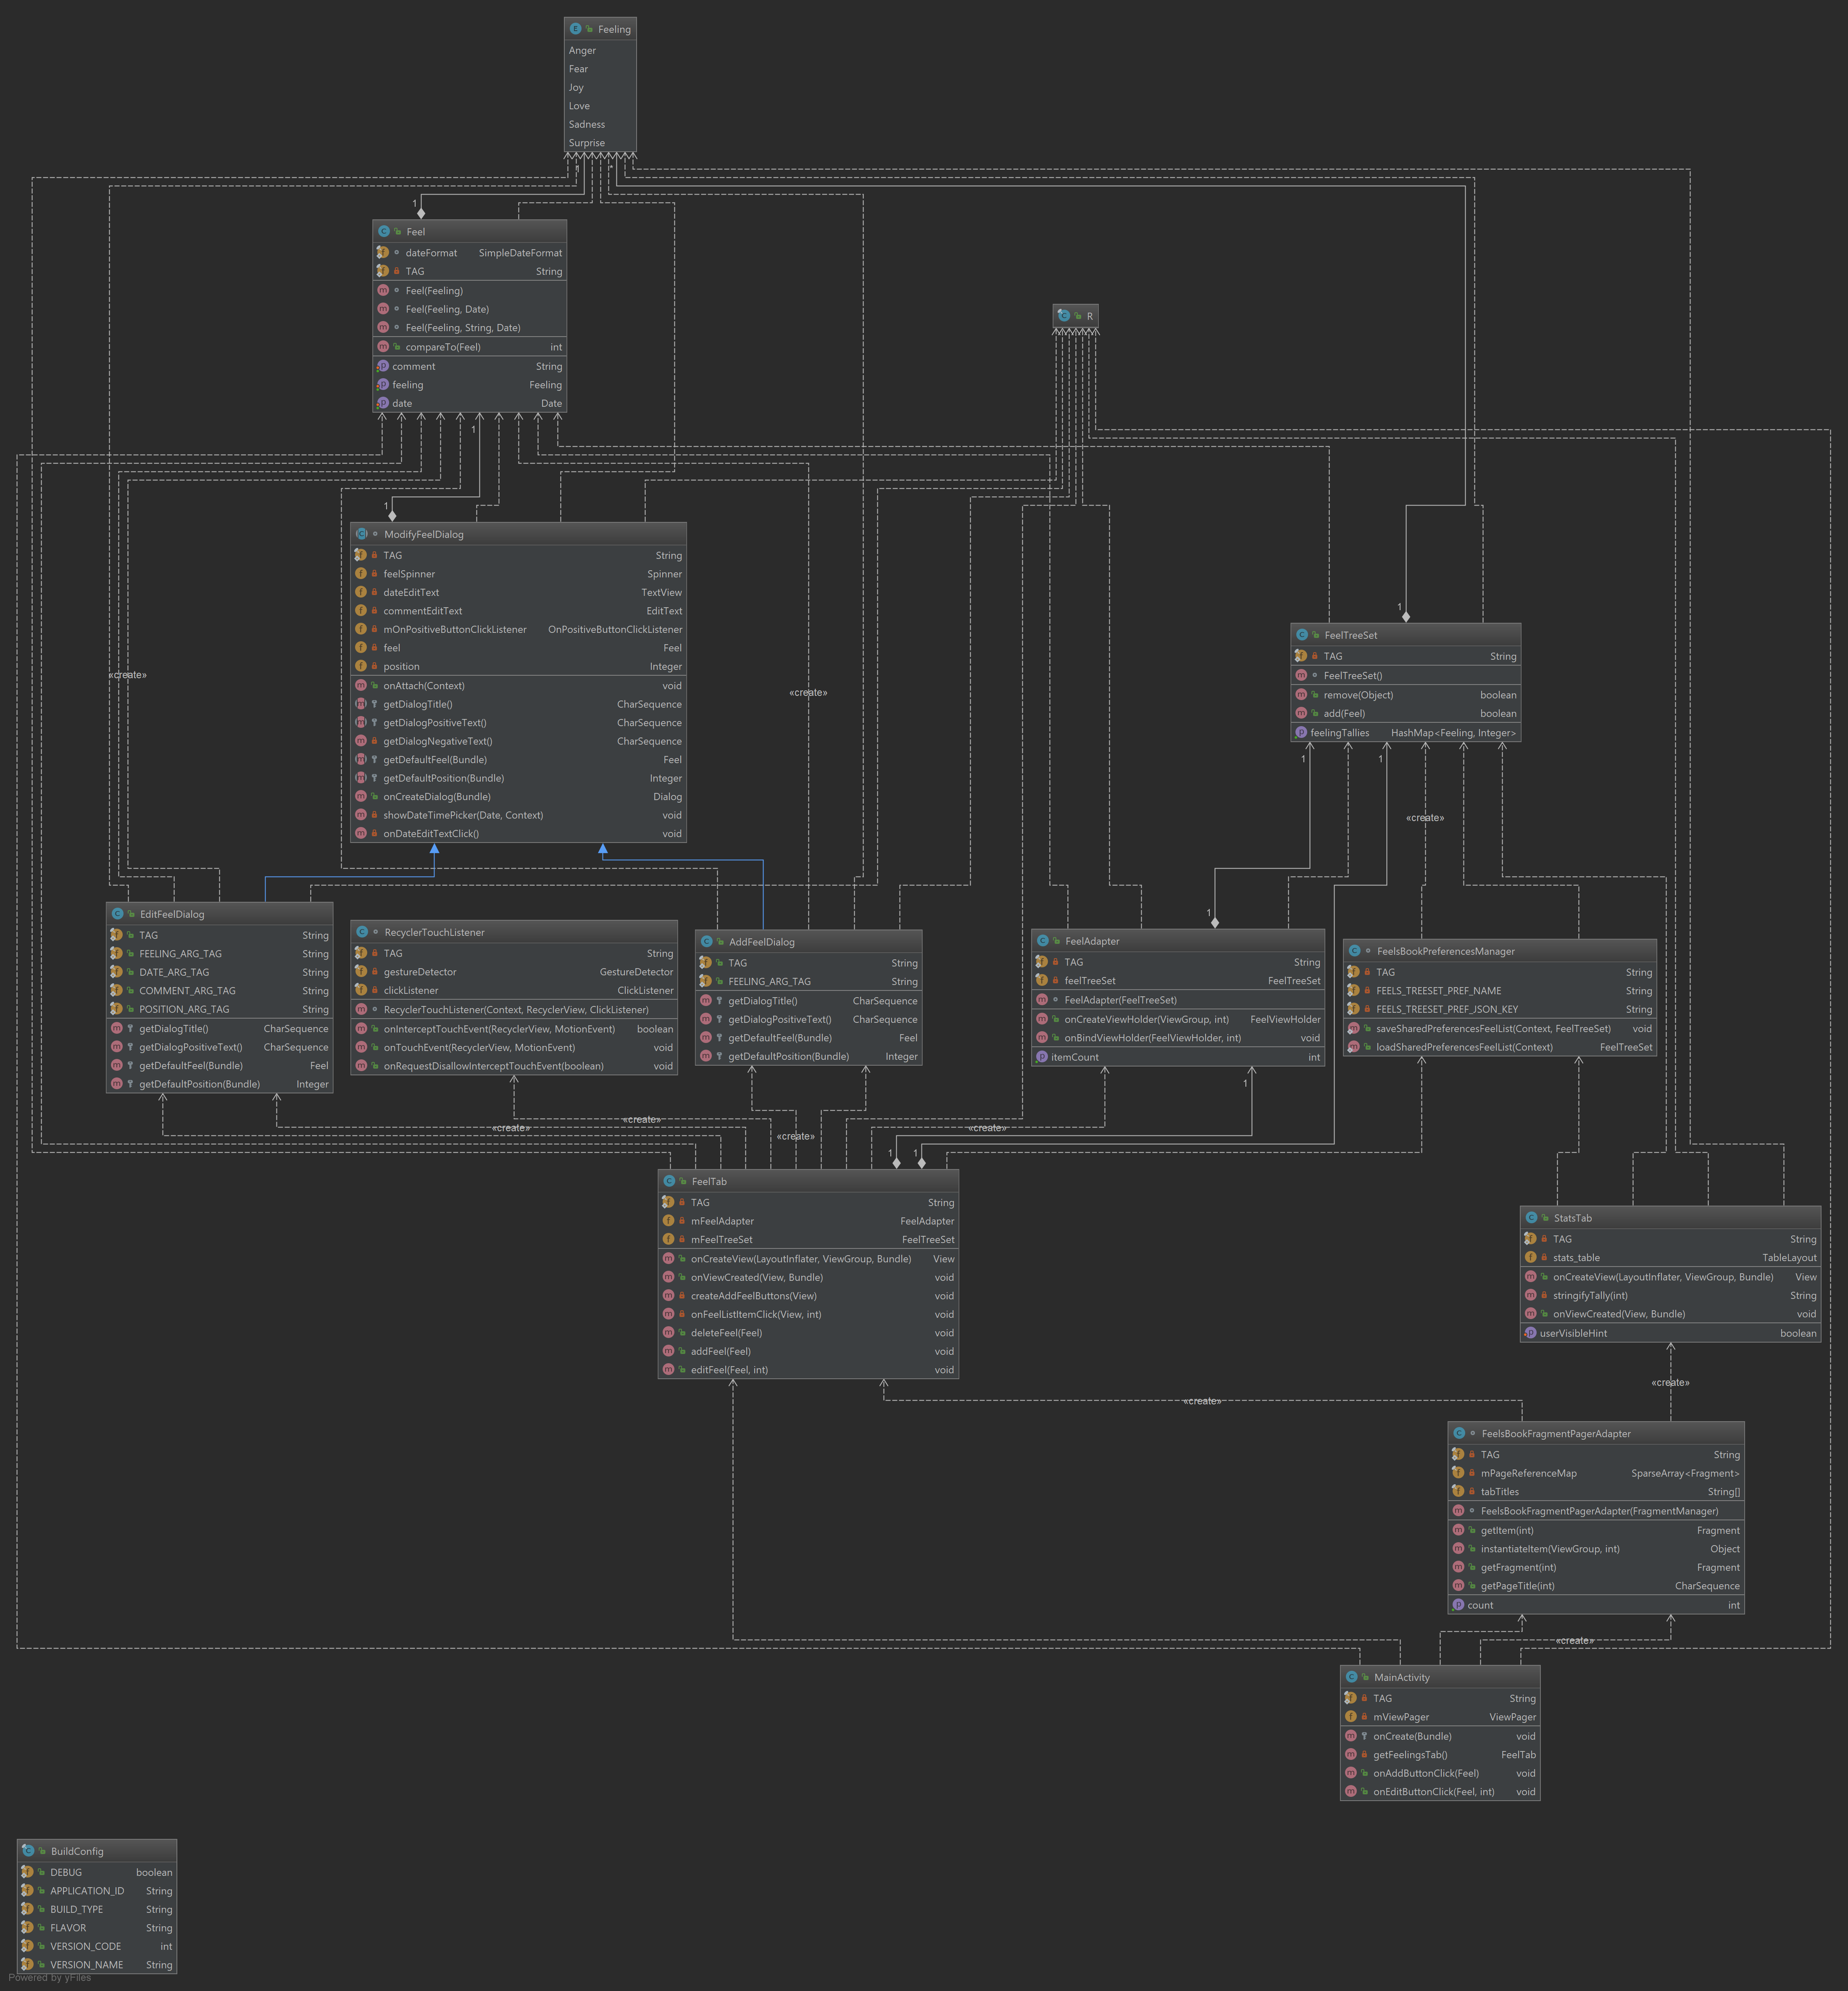 Feeling
Anger
Fear
Joy
Love
Sadness
Surprise
1
*
1
Feel
dateFormat SimpleDateFormat
TAG String
Feel(Feeling)
Feel(Feeling, Date)
Feel(Feeling, String, Date)
compareTo(Feel) int
comment String
feeling Feeling
date Date
R
1
1
ModifyFeelDialog
TAG String
feelSpinner Spinner
dateEditText TextView
commentEditText EditText
mOnPositiveButtonClickListener OnPositiveButtonClickListener
feel Feel
position Integer
onAttach(Context) void
getDialogTitle() CharSequence
getDialogPositiveText() CharSequence
getDialogNegativeText() CharSequence
getDefaultFeel(Bundle) Feel
getDefaultPosition(Bundle) Integer
onCreateDialog(Bundle) Dialog
showDateTimePicker(Date, Context) void
onDateEditTextClick() void
«create»
«create»
1
FeelTreeSet
TAG String
FeelTreeSet()
remove(Object) boolean
add(Feel) boolean
feelingTallies HashMap<Feeling, Integer>
1
1
«create»
1
EditFeelDialog
TAG String
FEELING_ARG_TAG String
DATE_ARG_TAG String
COMMENT_ARG_TAG String
POSITION_ARG_TAG String
getDialogTitle() CharSequence
getDialogPositiveText() CharSequence
getDefaultFeel(Bundle) Feel
getDefaultPosition(Bundle) Integer
RecyclerTouchListener
TAG String
gestureDetector GestureDetector
clickListener ClickListener
RecyclerTouchListener(Context, RecyclerView, ClickListener)
onInterceptTouchEvent(RecyclerView, MotionEvent) boolean
onTouchEvent(RecyclerView, MotionEvent) void
onRequestDisallowInterceptTouchEvent(boolean) void
AddFeelDialog
TAG String
FEELING_ARG_TAG String
getDialogTitle() CharSequence
getDialogPositiveText() CharSequence
getDefaultFeel(Bundle) Feel
getDefaultPosition(Bundle) Integer
FeelAdapter
TAG String
feelTreeSet FeelTreeSet
FeelAdapter(FeelTreeSet)
onCreateViewHolder(ViewGroup, int) FeelViewHolder
onBindViewHolder(FeelViewHolder, int) void
itemCount int
FeelsBookPreferencesManager
TAG String
FEELS_TREESET_PREF_NAME String
FEELS_TREESET_PREF_JSON_KEY String
saveSharedPreferencesFeelList(Context, FeelTreeSet) void
loadSharedPreferencesFeelList(Context) FeelTreeSet
1
«create»
«create»
«create»
«create»
1
1
FeelTab
TAG String
mFeelAdapter FeelAdapter
mFeelTreeSet FeelTreeSet
onCreateView(LayoutInflater, ViewGroup, Bundle) View
onViewCreated(View, Bundle) void
createAddFeelButtons(View) void
onFeelListItemClick(View, int) void
deleteFeel(Feel) void
addFeel(Feel) void
editFeel(Feel, int) void
StatsTab
TAG String
stats_table TableLayout
onCreateView(LayoutInflater, ViewGroup, Bundle) View
stringifyTally(int) String
onViewCreated(View, Bundle) void
userVisibleHint boolean
«create»
«create»
FeelsBookFragmentPagerAdapter
TAG String
mPageReferenceMap SparseArray<Fragment>
tabTitles String[]
FeelsBookFragmentPagerAdapter(FragmentManager)
getItem(int) Fragment
instantiateItem(ViewGroup, int) Object
getFragment(int) Fragment
getPageTitle(int) CharSequence
count int
«create»
MainActivity
TAG String
mViewPager ViewPager
onCreate(Bundle) void
getFeelingsTab() FeelTab
onAddButtonClick(Feel) void
onEditButtonClick(Feel, int) void
BuildConfig
DEBUG boolean
APPLICATION_ID String
BUILD_TYPE String
FLAVOR String
VERSION_CODE int
VERSION_NAME String
Powered by yFiles